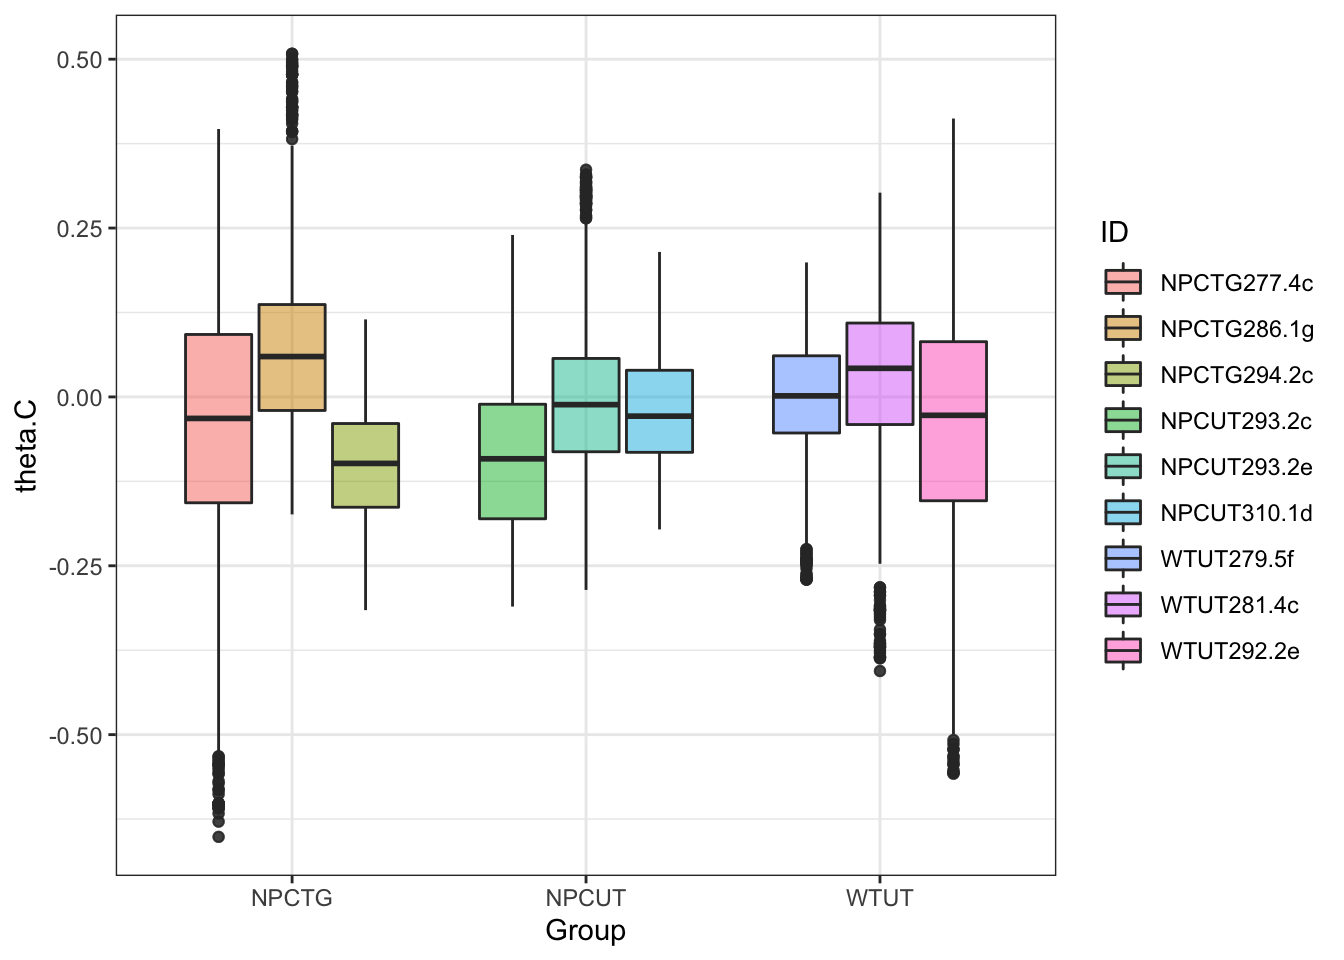 theta.C
0.50
0.25
0.00
-0.25
-0.50
NPCTG
NPCUT
WTUT
Group
ID
NPCTG277.4c
NPCTG286.1g
NPCTG294.2c
NPCUT293.2c
NPCUT293.2e
NPCUT310.1d
WTUT279.5f
WTUT281.4c
WTUT292.2e